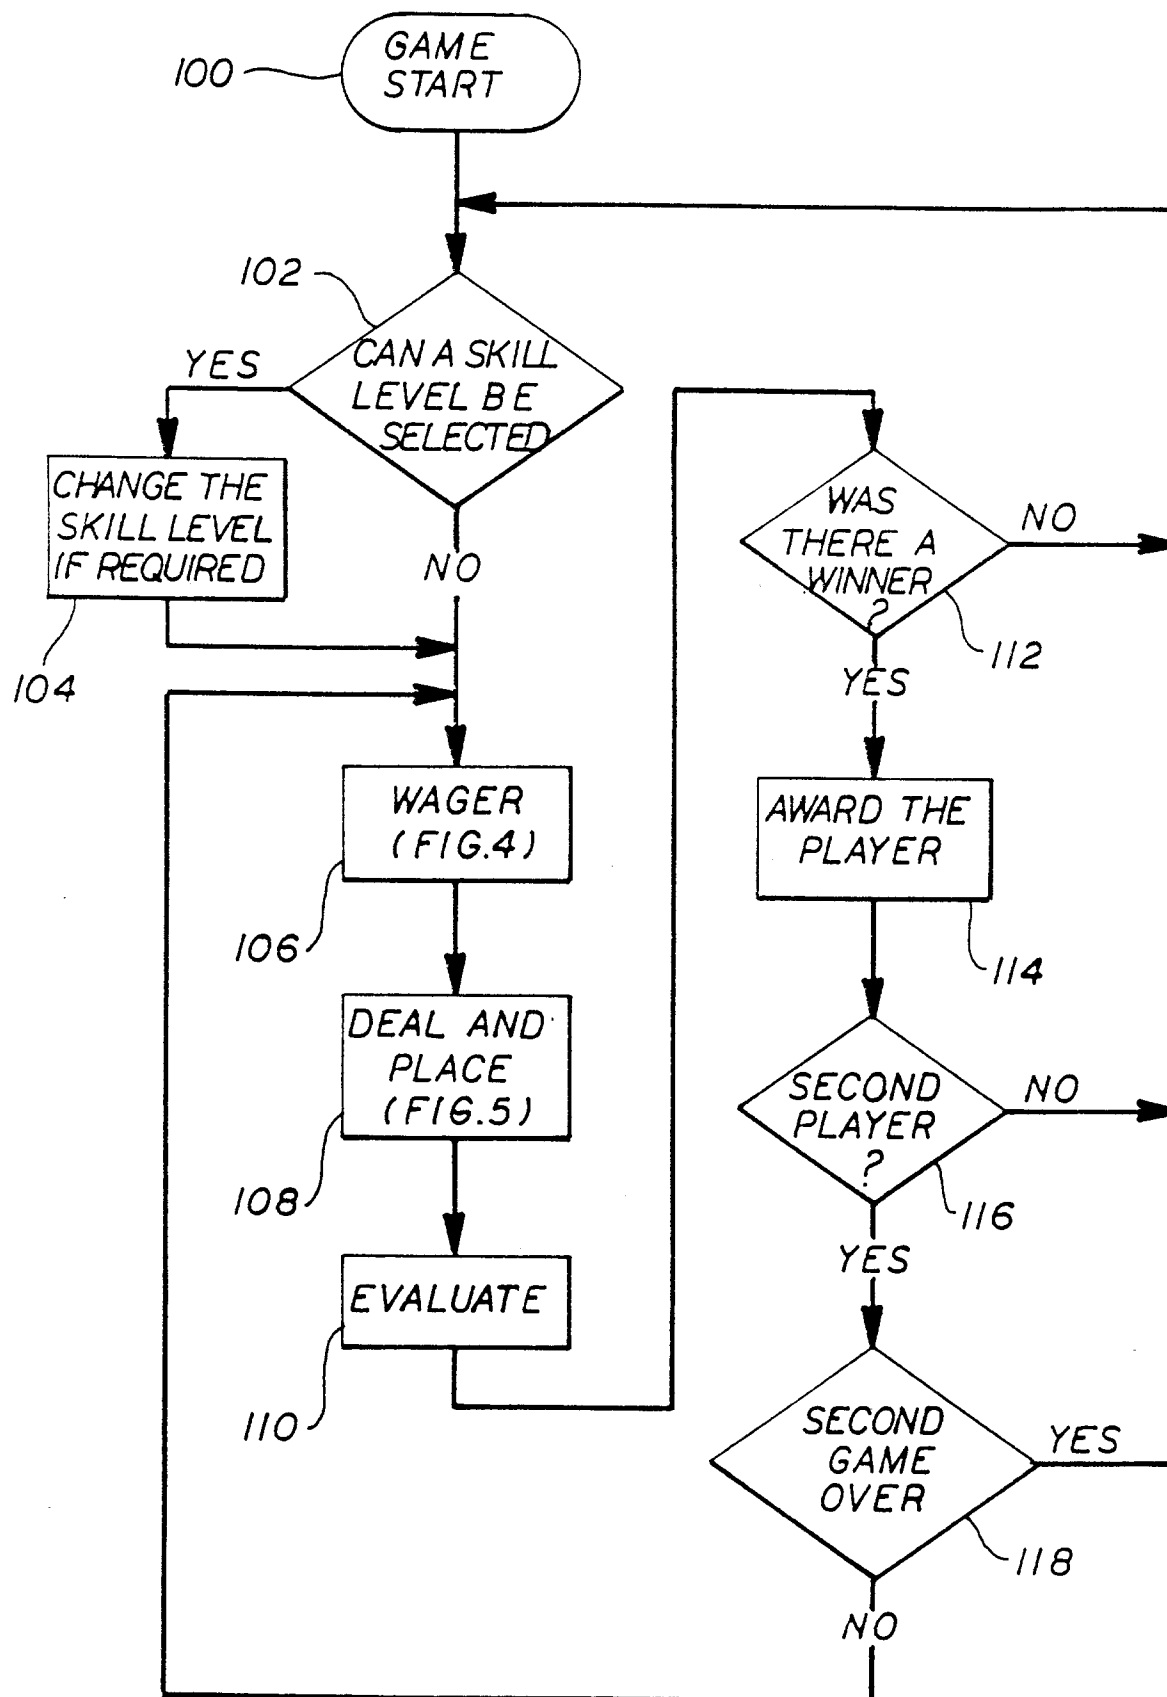 GAME
START
100
102
CAN A SKILL
LEVEL BE
SELECTED
YES
NO
CHANGE THE
SKILL LEVEL
IF REQUIRED
104
WAGER
(FIG.4)
106
DEAL AND
PLACE
(FIG.5)
108
EVALUATE
110
WAS
THERE A
WINNER
?
NO
112
YES
AWARD THE
PLAYER
114
SECOND
PLAYER
?
NO
116
YES
SECOND
GAME
OVER
YES
118
NO